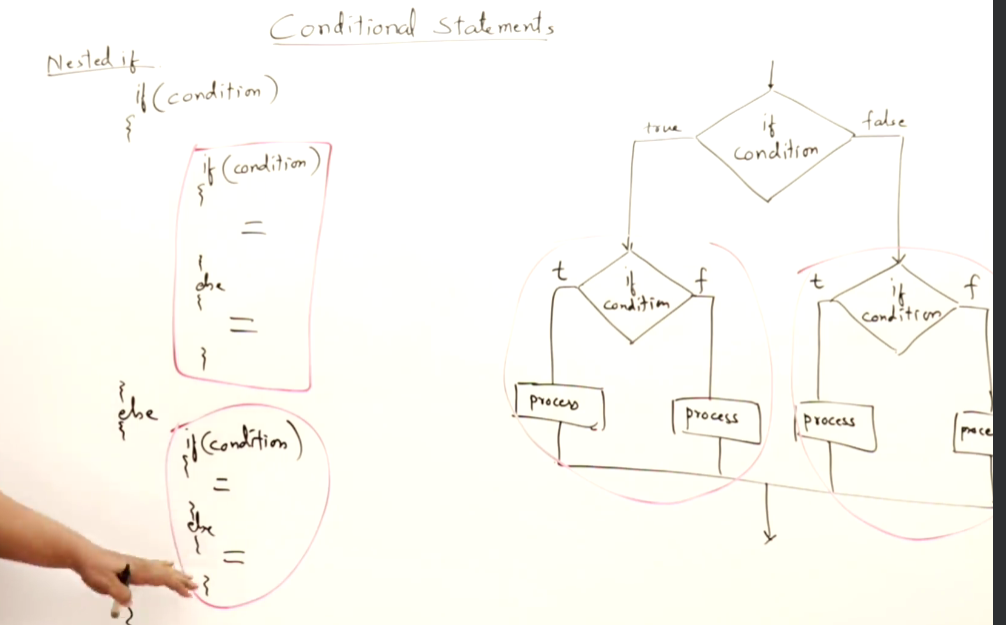 Conditional Statements
Nested if
if (condition)
{
if (condition)
{
=
}
else
{
=
}
}
else
{
if (condition)
{
=
}
else
{
=
}
}
if
condition
true
false
if
condition
t
f
process
process
if
condition
t
f
process